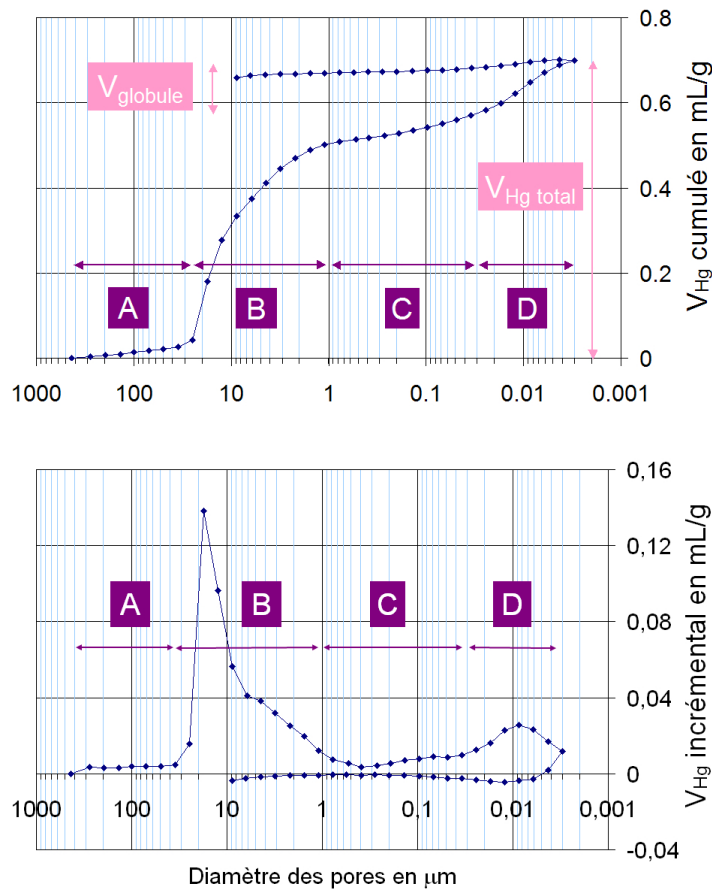 0.8
V globule
0.6
V Hg total
0.4
0.2
A B C D
0
1000 100 10 1 0.1 0.01 0.001
V Hg cumulé en mL/g
0,16
0,12
A B C D
0,08
0,04
0
1000 100 10 1 0,1 0,01 0,001
-0,04
V Hg incrémental en mL/g
Diamètre des pores en µm